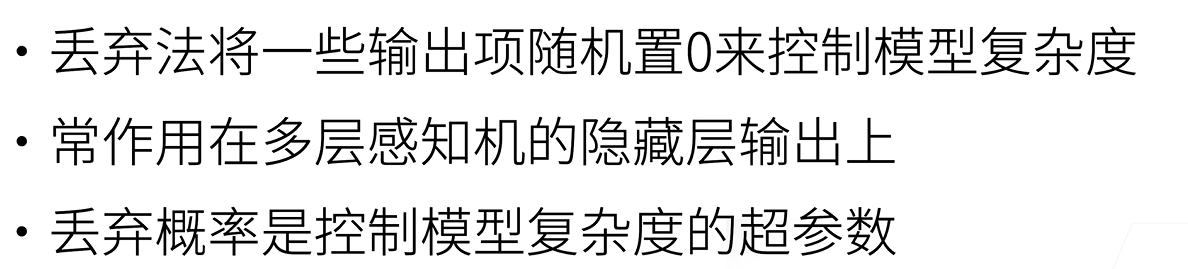 • 丢弃法将一些输出项随机置0来控制模型复杂度
• 常作用在多层感知机的隐藏层输出上
• 丢弃概率是控制模型复杂度的超参数